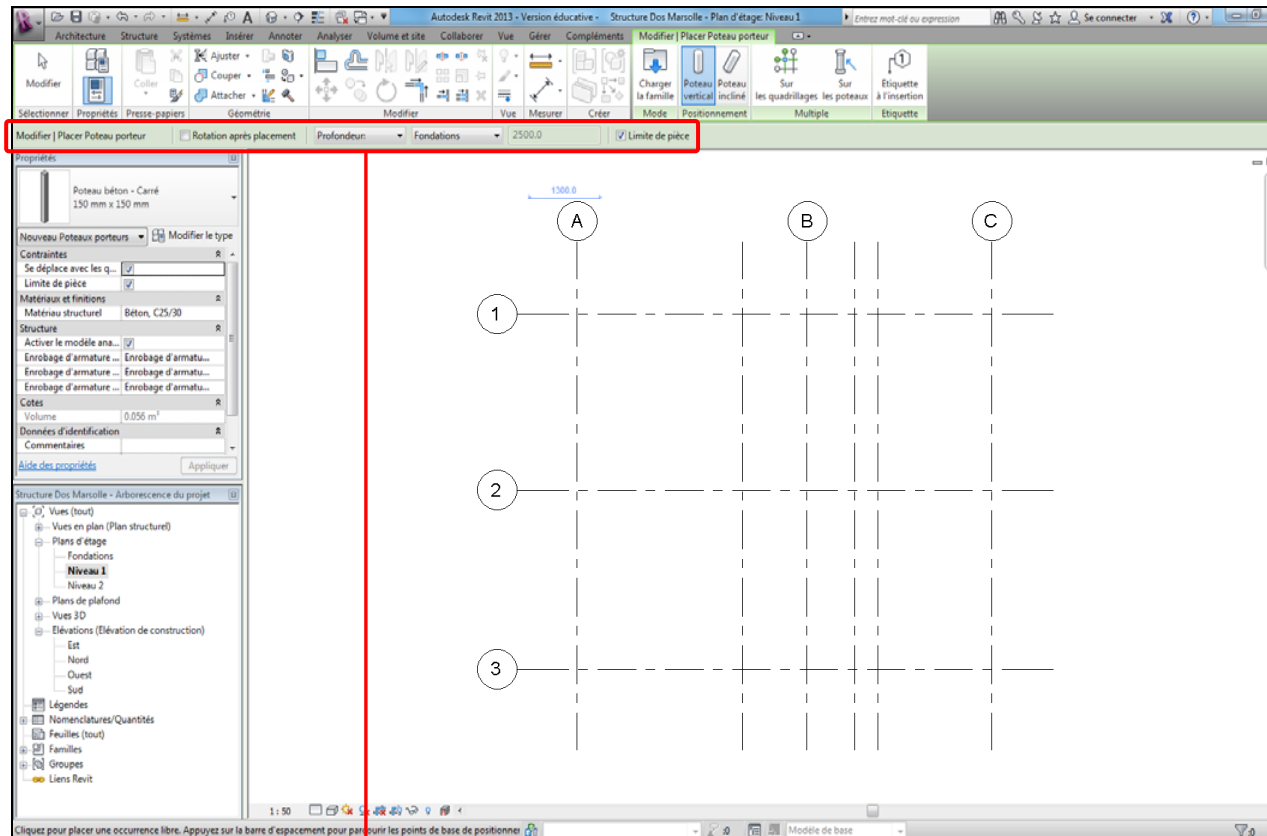 Autodesk Revit 2013 - Version éducative - Structure Dos Marsolle - Plan d'étage: Niveau 1
Entrez mot-clé ou expression
Se connecter
Architecture Structure Systèmes Insérer Annoter Analyser Volume et site Collaborer Vue Gérer Compléments Modifier | Placer Poteau porteur
Modifier
Coller
Ajuster
Couper
Attacher
Charger la famille
Poteau vertical
Poteau incliné
Sur les quadrillages
Sur les poteaux
Etiquette à l'insertion
Sélectionner Propriétés Presse-papiers Géométrie Modifier Vue Mesurer Créer Mode Positionnement Multiple Etiquette
Modifier | Placer Poteau porteur Rotation après placement Profondeur: Fondations 2500.0 Limite de pièce
Propriétés
Poteau béton - Carré
150 mm x 150 mm
Nouveau Poteaux porteurs Modifier le type
Contraintes
Se déplace avec les q...
Limite de pièce
Matériaux et finitions
Matériau structurel Béton, C25/30
Structure
Activer le modèle ana...
Enrobage d'armature ... Enrobage d'armatu...
Enrobage d'armature ... Enrobage d'armatu...
Enrobage d'armature ... Enrobage d'armatu...
Cotes
Volume 0.056 m³
Données d'identification
Commentaires
Aide des propriétés Appliquer
Structure Dos Marsolle - Arborescence du projet
Vues (tout)
Vues en plan (Plan structurel)
Plans d'étage
Fondations
Niveau 1
Niveau 2
Plans de plafond
Vues 3D
Elévations (Elévation de construction)
Est
Nord
Ouest
Sud
Légendes
Nomenclatures/Quantités
Feuilles (tout)
Familles
Groupes
Liens Revit
1300.0
A
B
C
1
2
3
1 : 50
Cliquez pour placer une occurrence libre. Appuyez sur la barre d'espacement pour parcourir les points de base de positionner
:0
Modèle de base
:0